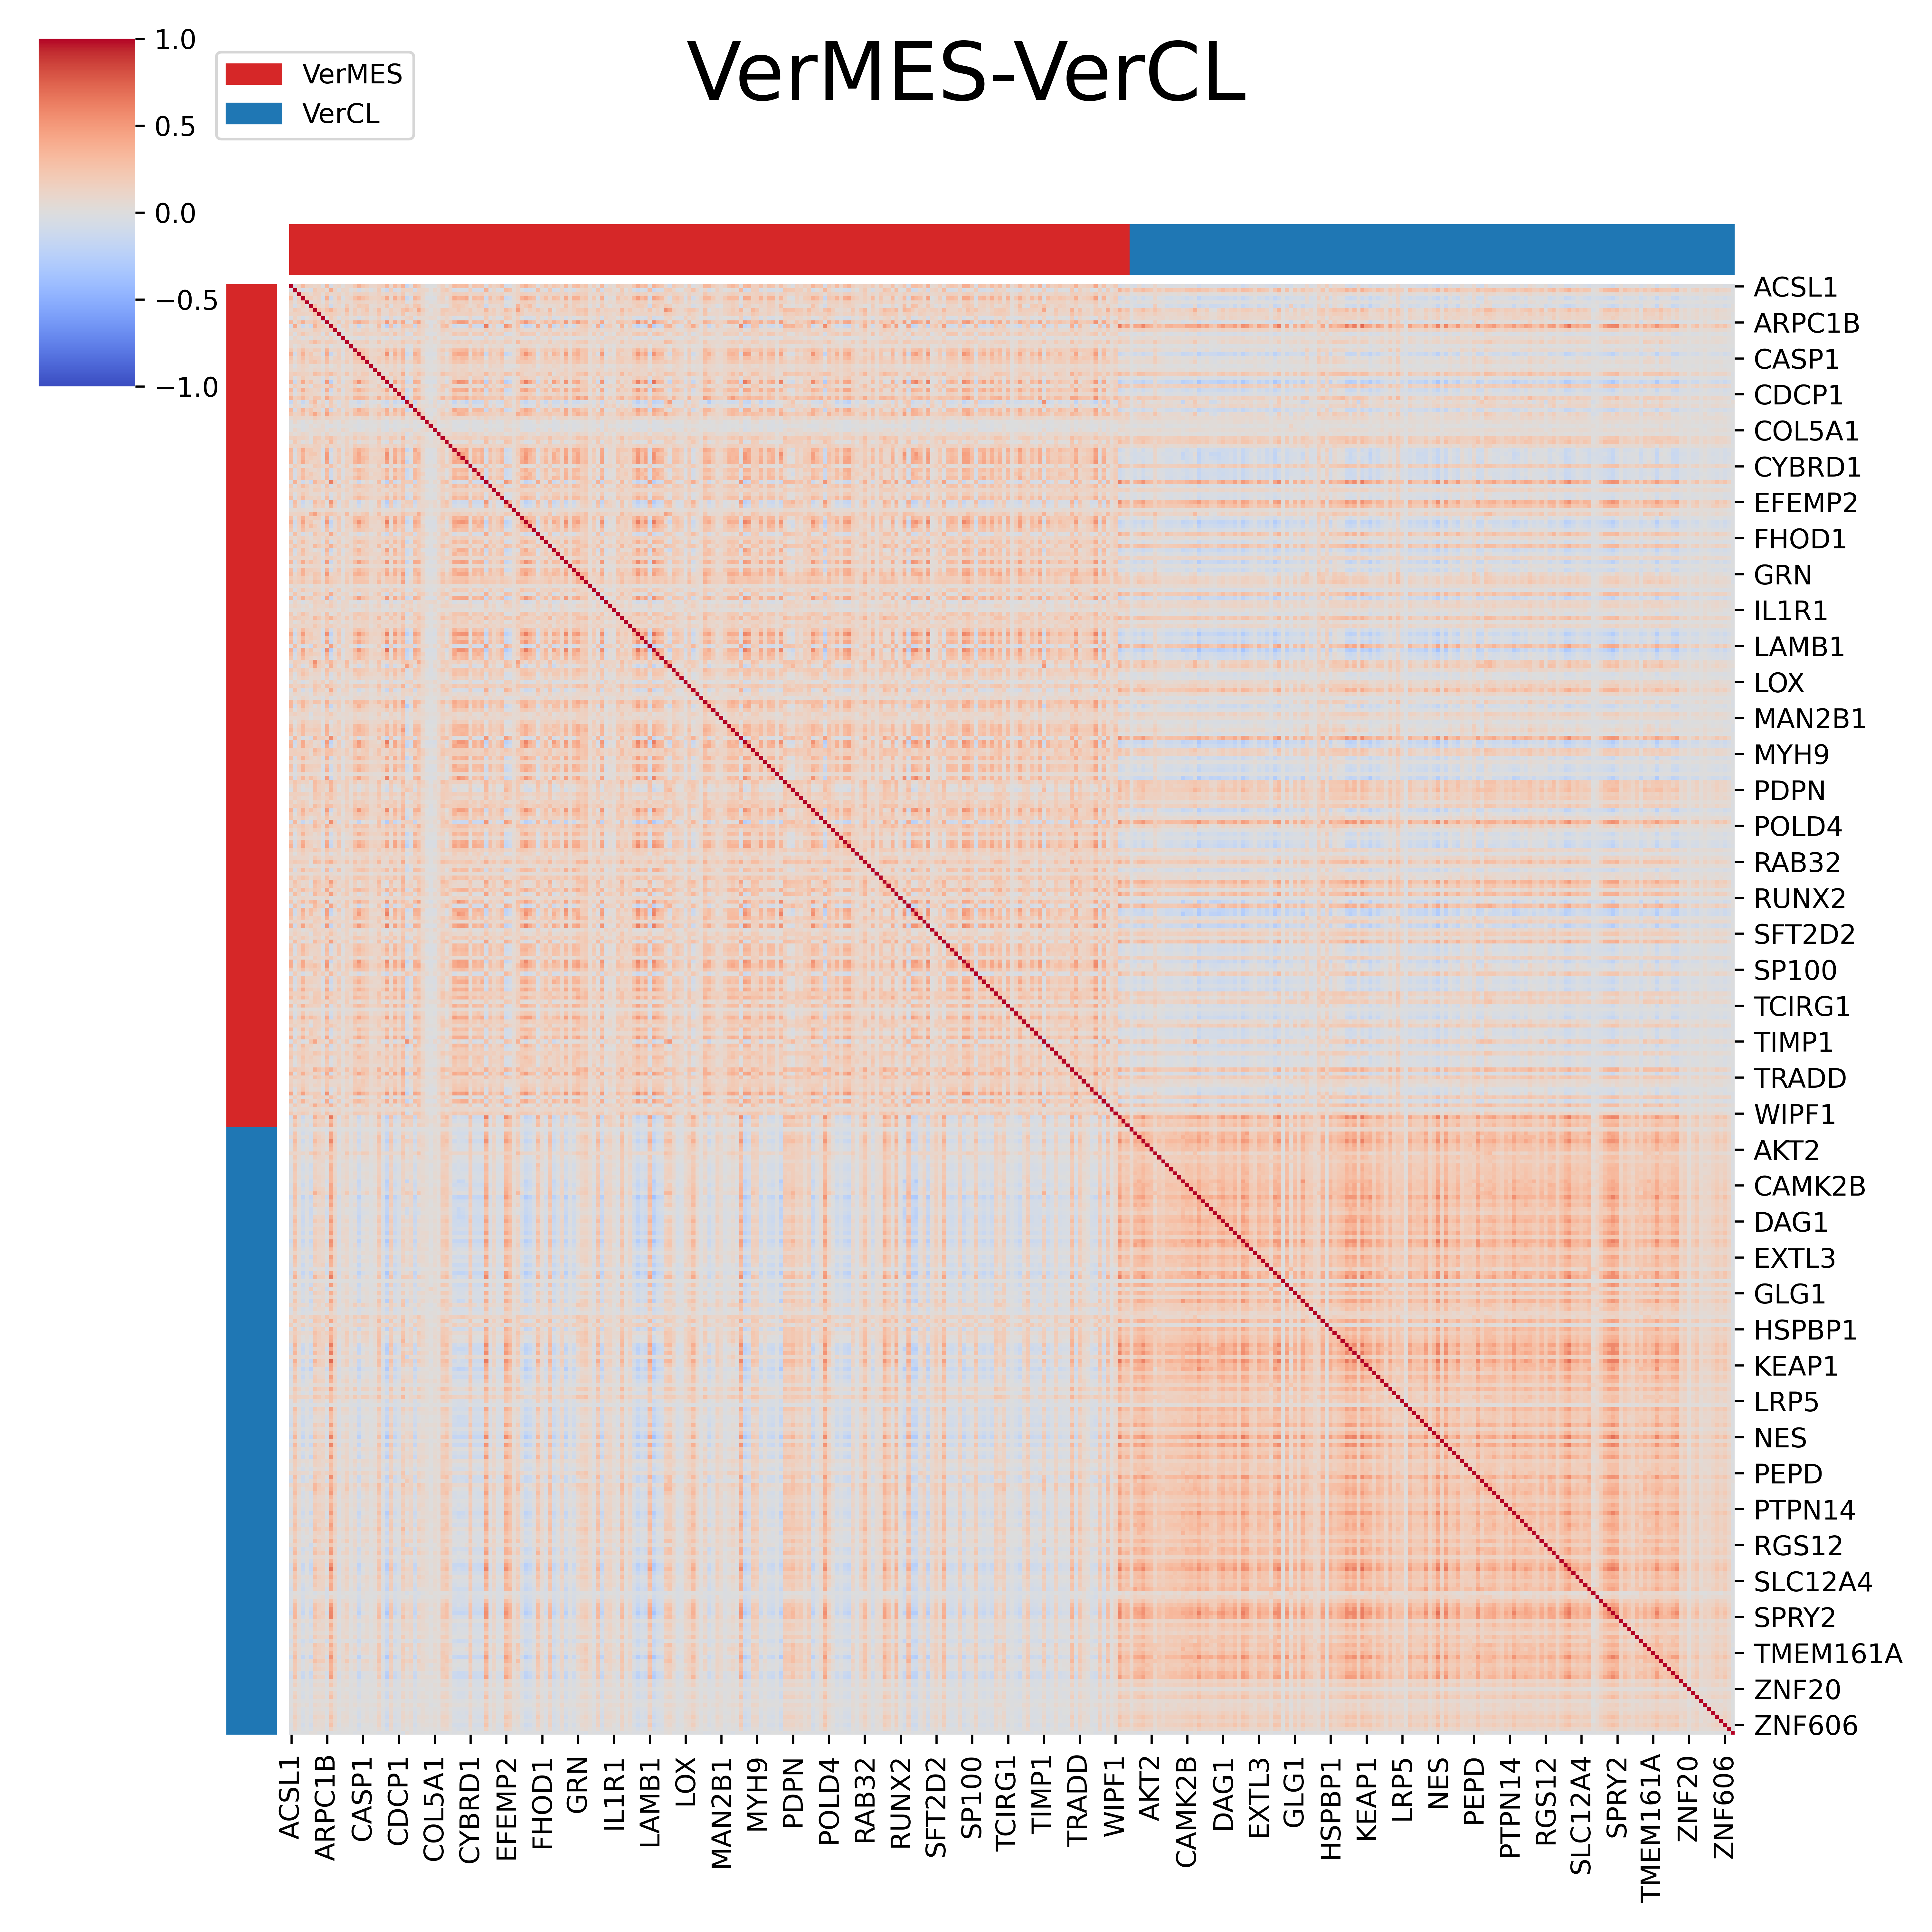 VerMES-VerCL
1.0
0.5
0.0
−0.5
−1.0
VerMES
VerCL
ACSL1
ARPC1B
CASP1
CDCP1
COL5A1
CYBRD1
EFEMP2
FHOD1
GRN
IL1R1
LAMB1
LOX
MAN2B1
MYH9
PDPN
POLD4
RAB32
RUNX2
SFT2D2
SP100
TCIRG1
TIMP1
TRADD
WIPF1
AKT2
CAMK2B
DAG1
EXTL3
GLG1
HSPBP1
KEAP1
LRP5
NES
PEPD
PTPN14
RGS12
SLC12A4
SPRY2
TMEM161A
ZNF20
ZNF606
ACSL1
ARPC1B
CASP1
CDCP1
COL5A1
CYBRD1
EFEMP2
FHOD1
GRN
IL1R1
LAMB1
LOX
MAN2B1
MYH9
PDPN
POLD4
RAB32
RUNX2
SFT2D2
SP100
TCIRG1
TIMP1
TRADD
WIPF1
AKT2
CAMK2B
DAG1
EXTL3
GLG1
HSPBP1
KEAP1
LRP5
NES
PEPD
PTPN14
RGS12
SLC12A4
SPRY2
TMEM161A
ZNF20
ZNF606